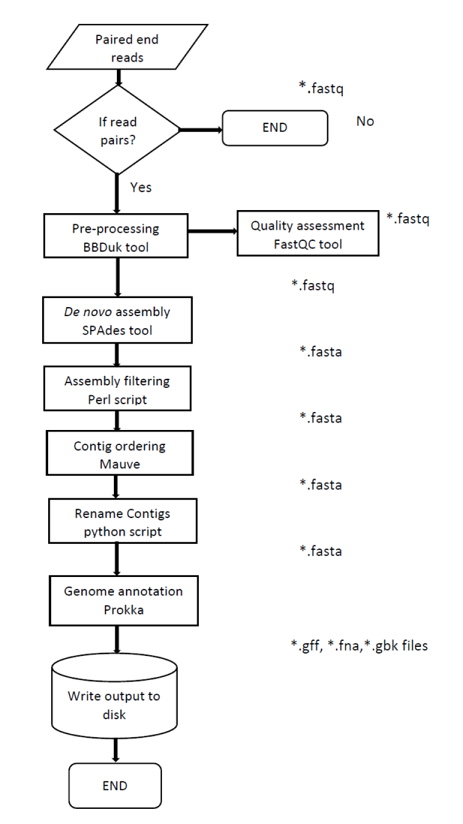 Paired end
reads
*.fastq
If read
pairs?
END
No
Yes
Pre-processing
BBDuk tool
Quality assessment
FastQC tool
*.fastq
*.fastq
De novo assembly
SPAdes tool
*.fasta
Assembly filtering
Perl script
*.fasta
Contig ordering
Mauve
*.fasta
Rename Contigs
python script
*.fasta
Genome annotation
Prokka
*.gff, *.fna,*.gbk files
Write output to
disk
END